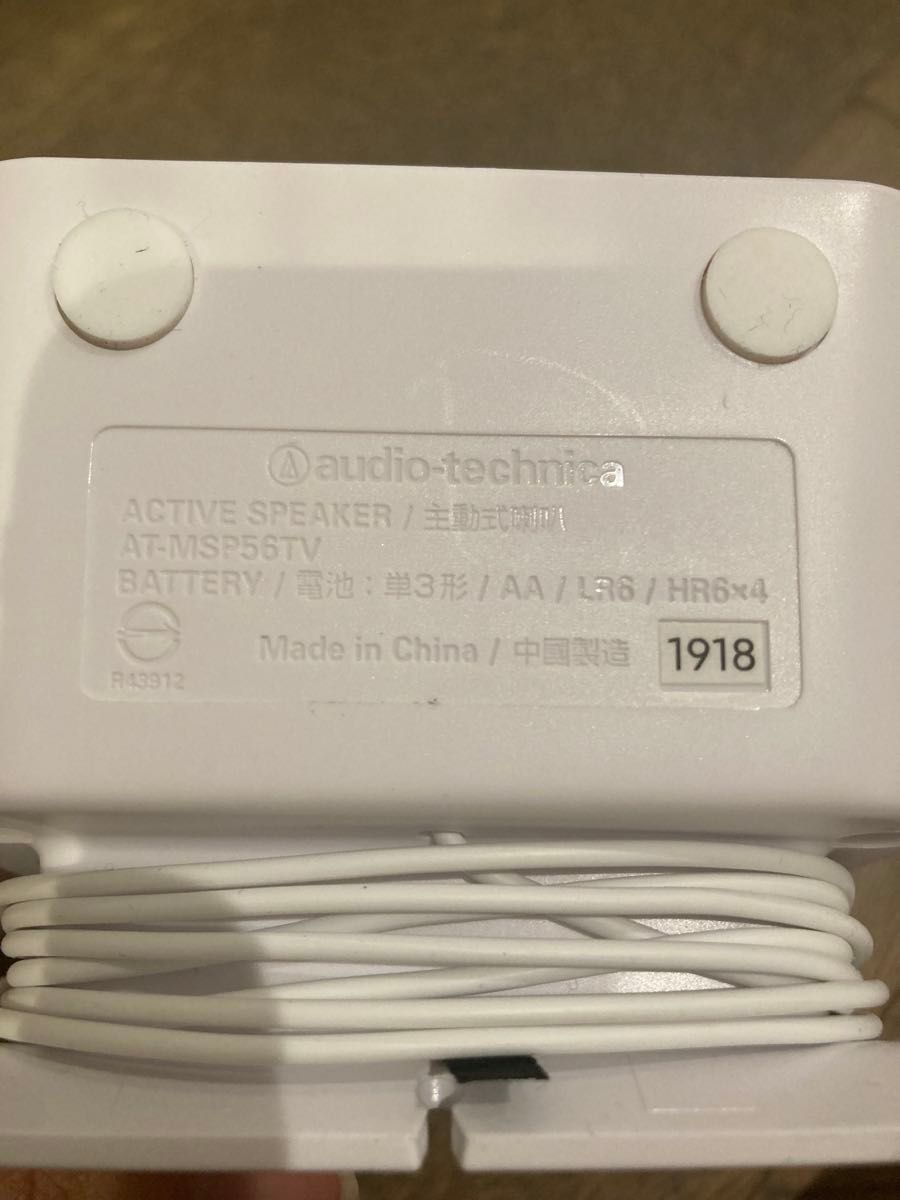 audio-technica
ACTIVE SPEAKER / 主動式喇叭
AT-MSP56TV
BATTERY / 電池：単3形 / AA / LR6 / HR6×4
Made in China / 中國製造
1918
R43912